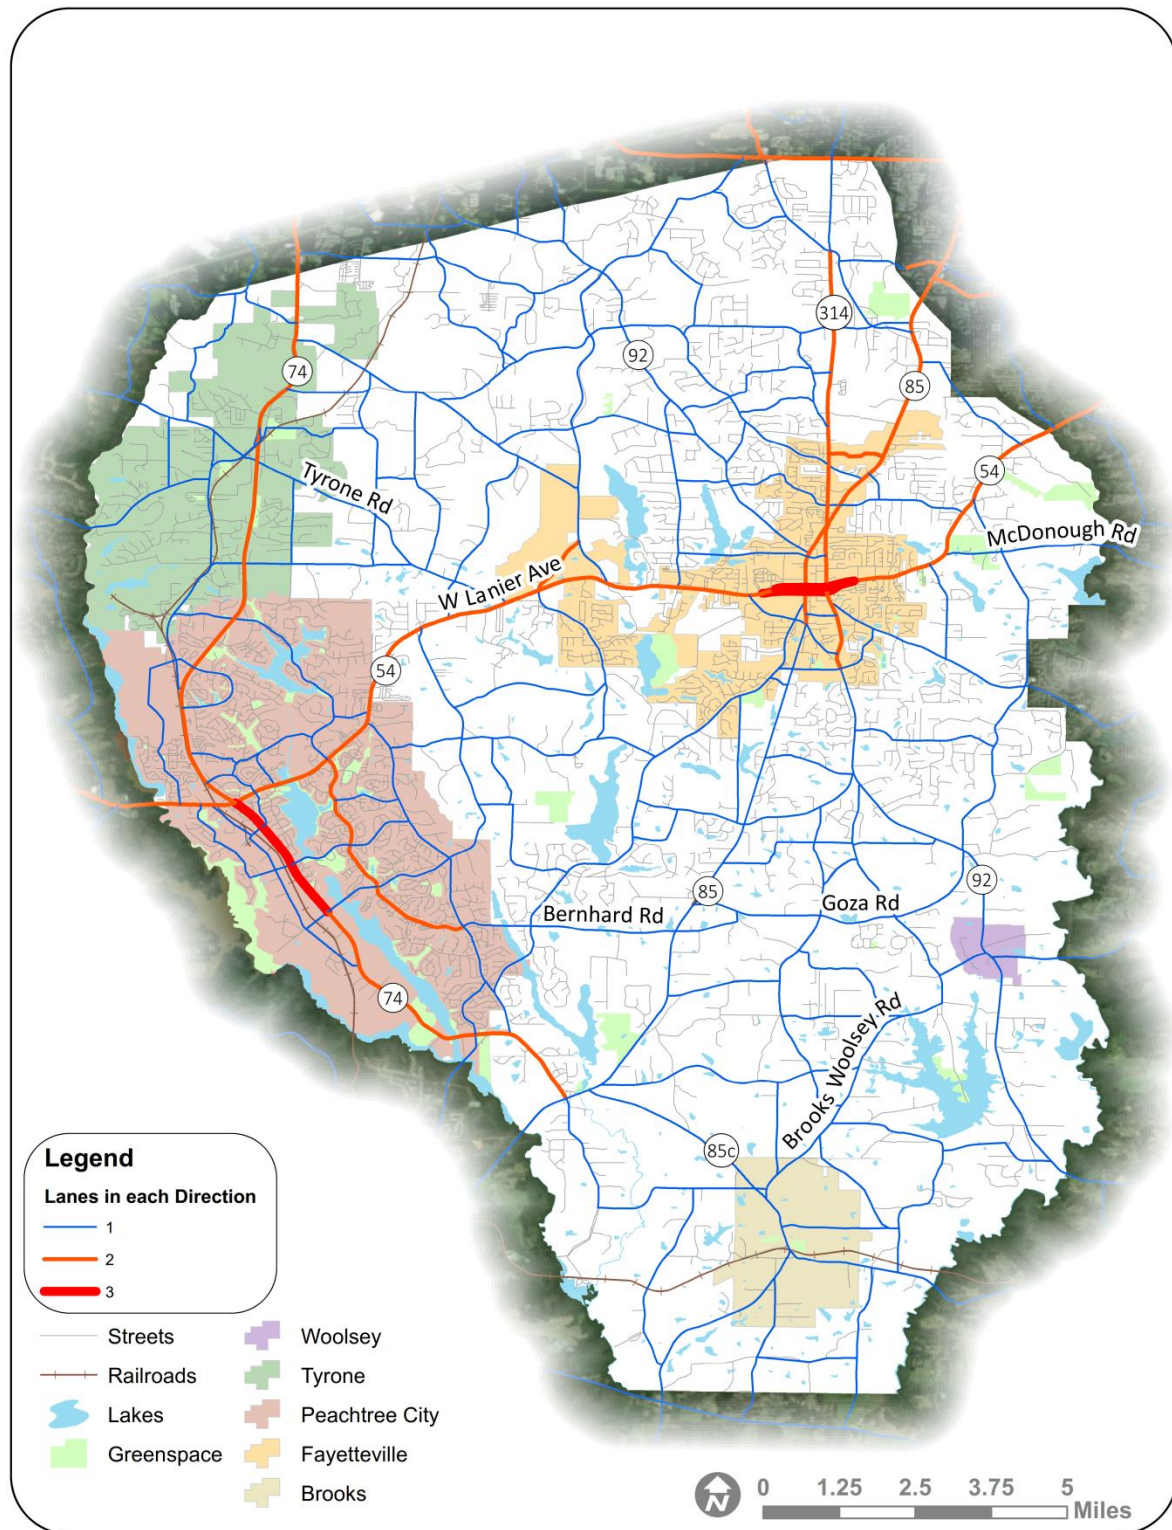 314
92
74
85
54
Tyrone Rd
McDonough Rd
W Lanier Ave
54
92
85
Goza Rd
Bernhard Rd
74
Brooks Woolsey Rd
85c
Legend
Lanes in each Direction
1
2
3
Streets
Railroads
Lakes
Greenspace
Woolsey
Tyrone
Peachtree City
Fayetteville
Brooks
N
0 1.25 2.5 3.75 5
Miles